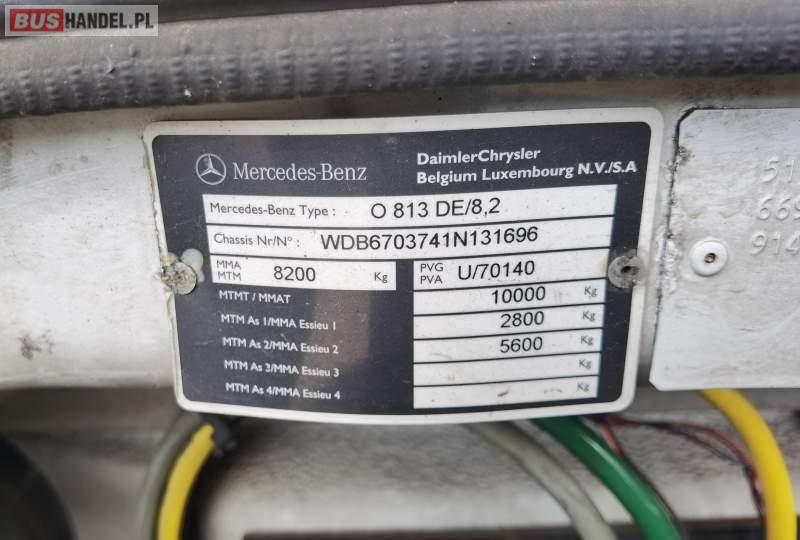 BUSHANDEL.PL
Mercedes-Benz
DaimlerChrysler
Belgium Luxembourg N.V./S.A
Mercedes-Benz Type : O 813 DE/8,2
Chassis Nr/N° : WDB6703741N131696
MMA
MTM 8200 Kg
PVG
PVA U/70140
MTMT / MMAT 10000 Kg
MTM As 1/MMA Essieu 1 2800 Kg
MTM As 2/MMA Essieu 2 5600 Kg
MTM As 3/MMA Essieu 3 Kg
MTM As 4/MMA Essieu 4 Kg
51
669
914